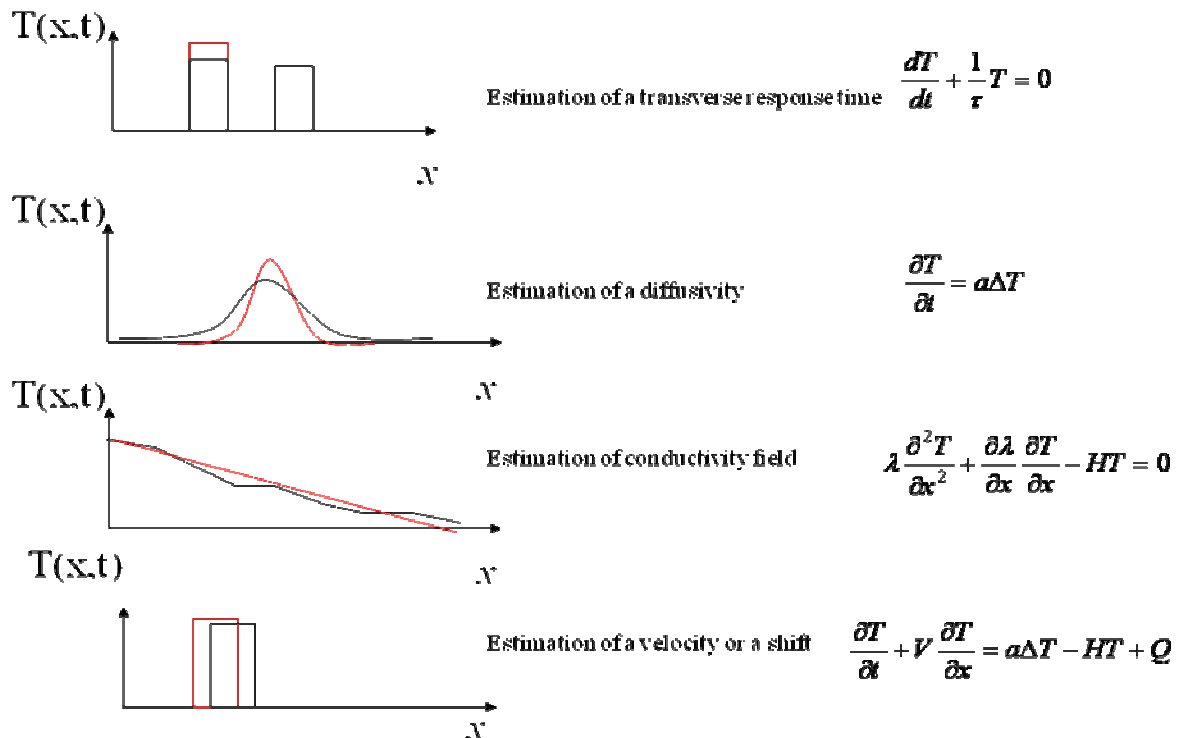 T(x,t)
Estimation of a transverse response time
dT/dt + 1/τ T = 0
x
T(x,t)
Estimation of a diffusivity
∂T/∂t = aΔT
x
T(x,t)
Estimation of conductivity field
λ ∂²T/∂x² + ∂λ/∂x ∂T/∂x − HT = 0
x
T(x,t)
Estimation of a velocity or a shift
∂T/∂t + V ∂T/∂x = aΔT − HT + Q
x